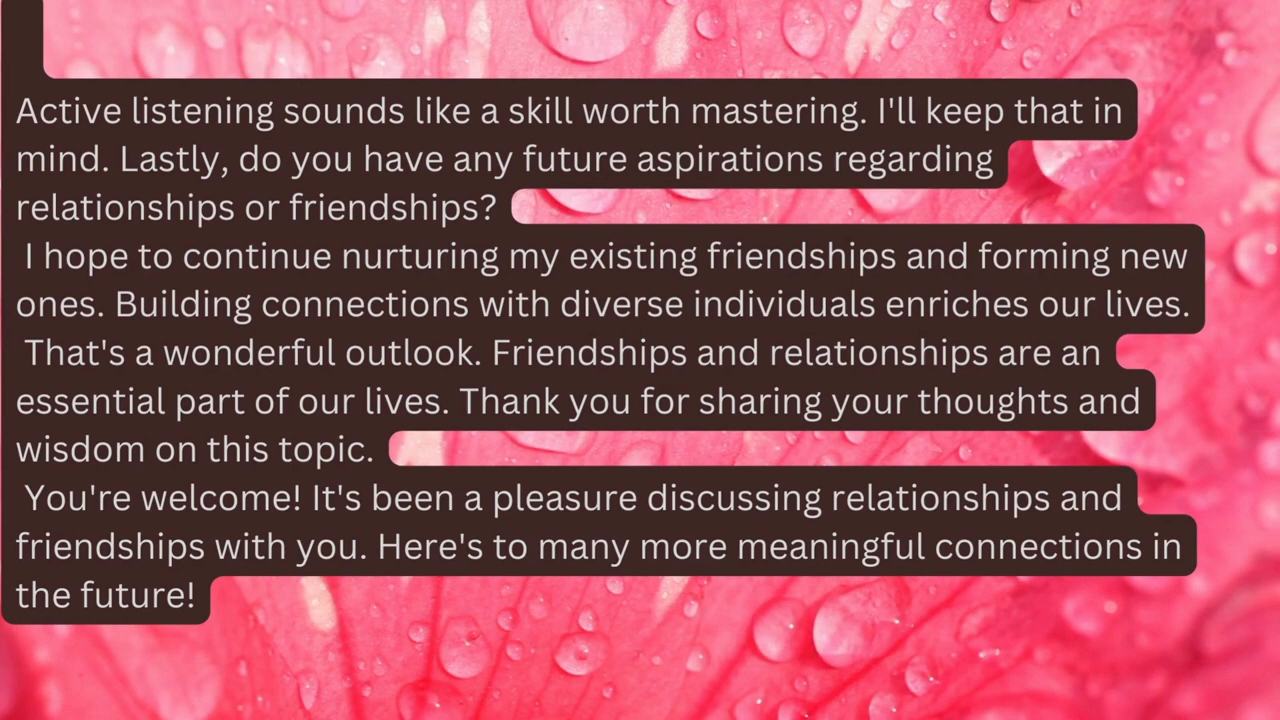 Active listening sounds like a skill worth mastering. I'll keep that in
mind. Lastly, do you have any future aspirations regarding
relationships or friendships?
I hope to continue nurturing my existing friendships and forming new
ones. Building connections with diverse individuals enriches our lives.
That's a wonderful outlook. Friendships and relationships are an
essential part of our lives. Thank you for sharing your thoughts and
wisdom on this topic.
You're welcome! It's been a pleasure discussing relationships and
friendships with you. Here's to many more meaningful connections in
the future!